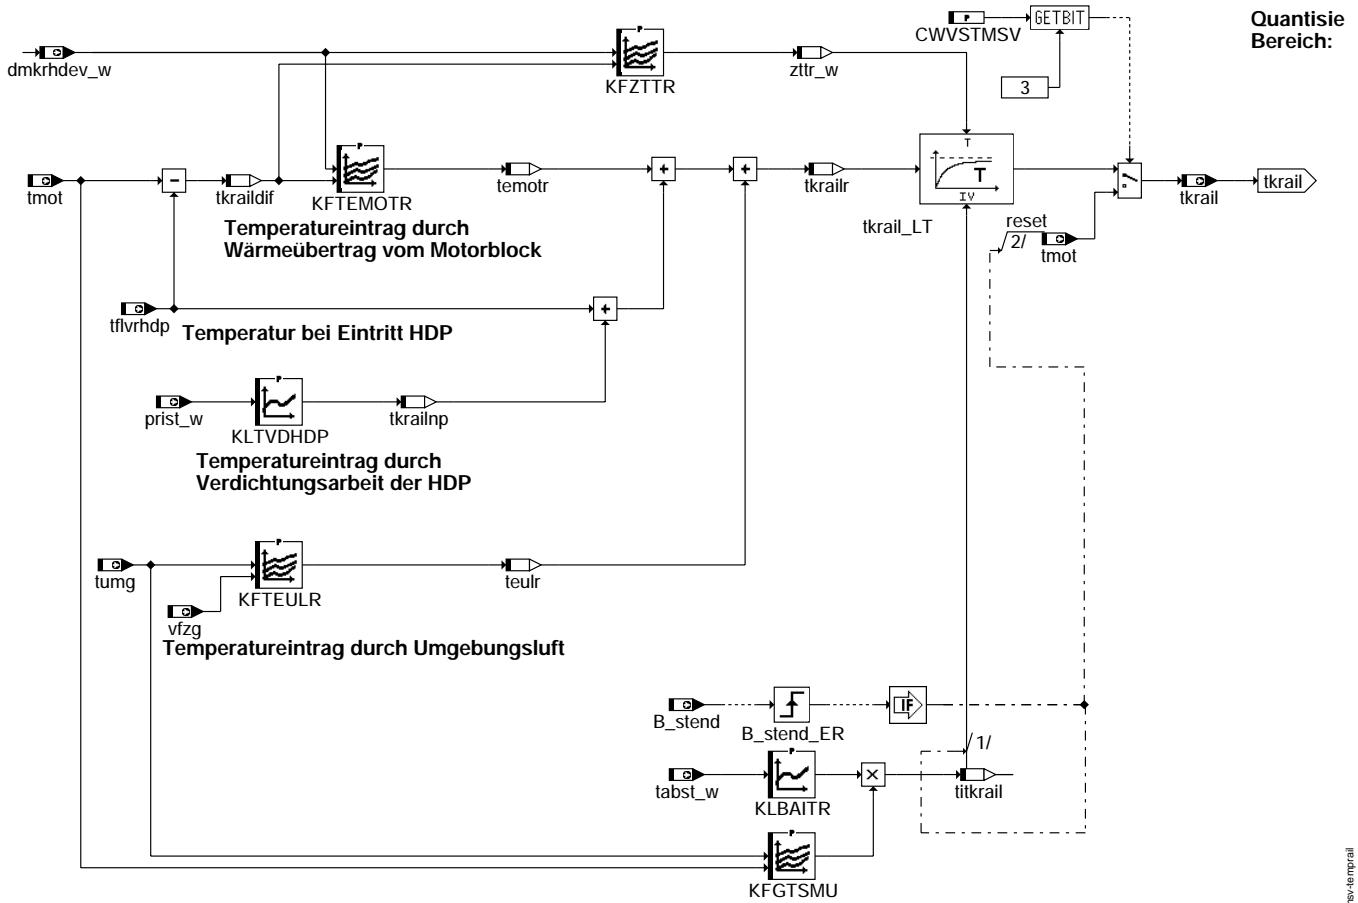 Quantisie
Bereich:
P
GETBIT
CWVSTMSV
P
dmkrhdev_w
KFZTTR
zttr_w
3
T
P
T
IV
tmot
tkraildif
KFTEMOTR
temotr
tkrailr
tkrail_LT
tkrail
tkrail
Temperatureintrag durch
Wärmeübertrag vom Motorblock
reset
2/
tmot
tflvrhdp
Temperatur bei Eintritt HDP
P
prist_w
KLTVDHDP
tkrailnp
Temperatureintrag durch
Verdichtungsarbeit der HDP
P
tumg
KFTEULR
teulr
vfzg
Temperatureintrag durch Umgebungsluft
IF
B_stend
B_stend_ER
1/
P
tabst_w
KLBAITR
titkrail
P
KFGTSMU